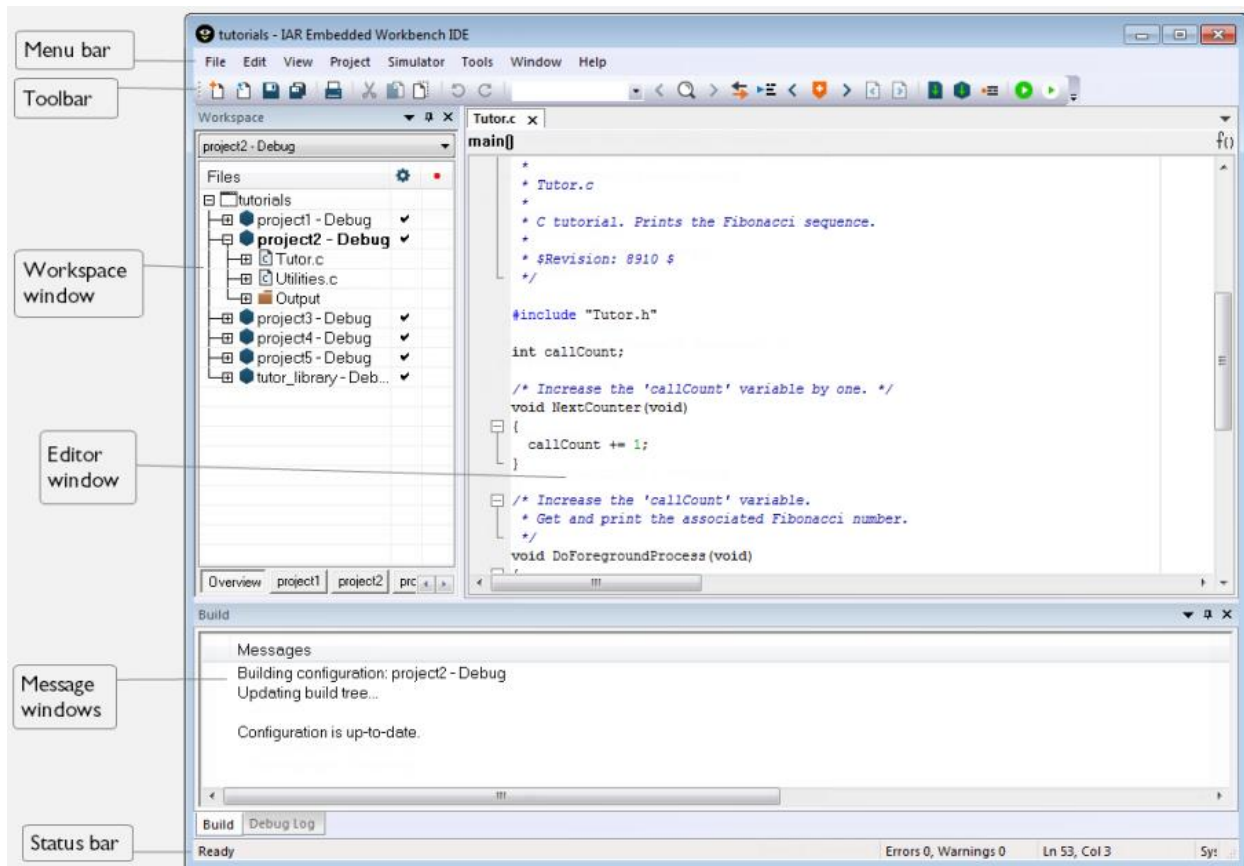 tutorials - IAR Embedded Workbench IDE
Menu bar
File Edit View Project Simulator Tools Window Help
Toolbar
Workspace
Tutor.c x
project2 - Debug
main()
f()
Files
tutorials
project1 - Debug
project2 - Debug
Tutor.c
Utilities.c
Output
project3 - Debug
project4 - Debug
project5 - Debug
tutor_library - Deb...
Workspace
window
*
* Tutor.c
*
* C tutorial. Prints the Fibonacci sequence.
*
* $Revision: 8910 $
*/
#include "Tutor.h"
int callCount;
/* Increase the 'callCount' variable by one. */
void NextCounter(void)
{
callCount += 1;
}
/* Increase the 'callCount' variable.
* Get and print the associated Fibonacci number.
*/
void DoForegroundProcess(void)
Editor
window
Overview project1 project2 prc
Build
Messages
Building configuration: project2 - Debug
Updating build tree...
Configuration is up-to-date.
Message
windows
Build Debug Log
Status bar
Ready Errors 0, Warnings 0 Ln 53, Col 3 Sys